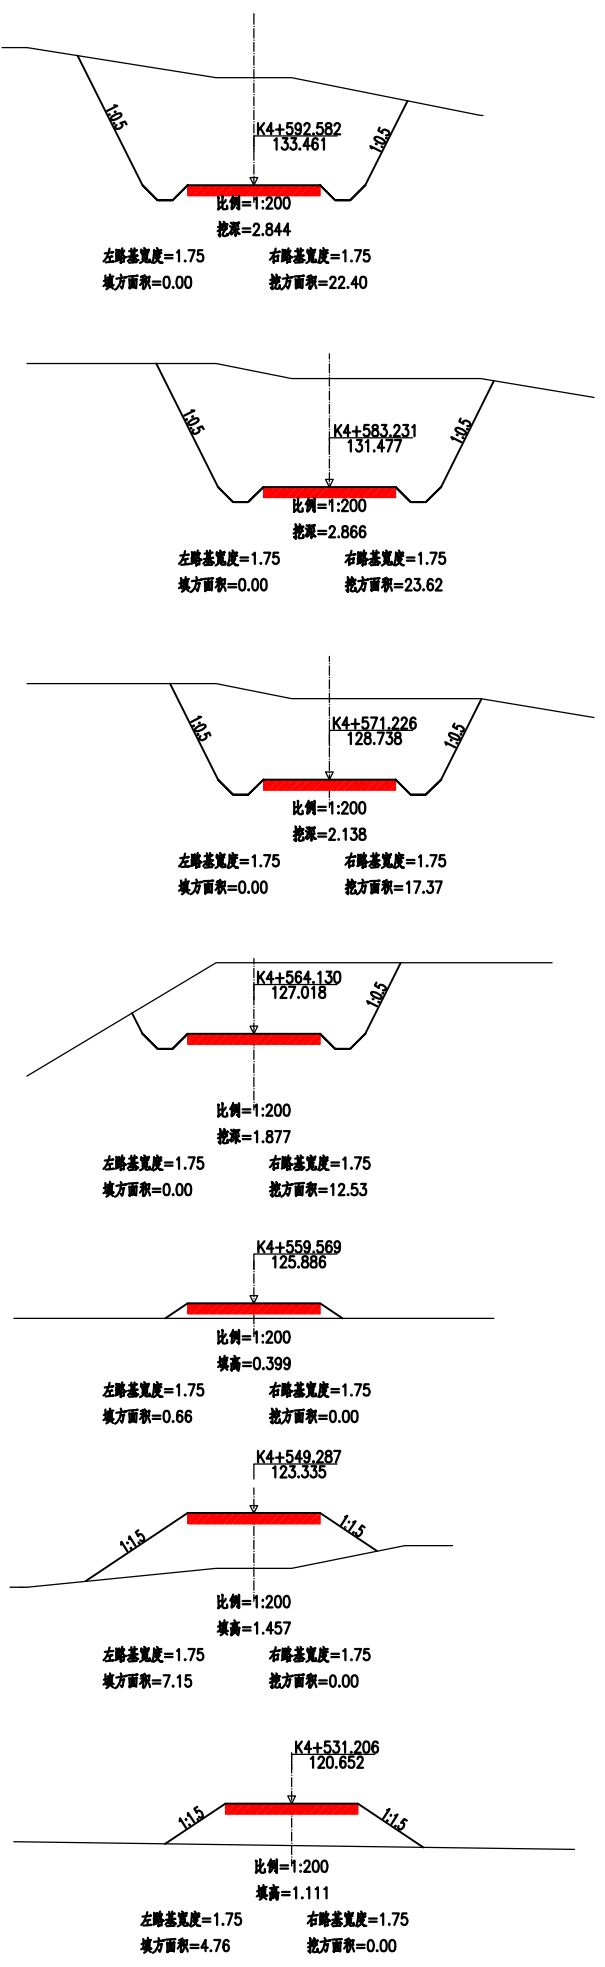 1:0.5
K4+592.582
1:0.5
133.461
比例=1:200
挖深=2.844
左路基宽度=1.75 右路基宽度=1.75
填方面积=0.00 挖方面积=22.40
1:0.5
K4+583.231
1:0.5
131.477
比例=1:200
挖深=2.866
左路基宽度=1.75 右路基宽度=1.75
填方面积=0.00 挖方面积=23.62
1:0.5
K4+571.226
1:0.5
128.738
比例=1:200
挖深=2.138
左路基宽度=1.75 右路基宽度=1.75
填方面积=0.00 挖方面积=17.37
K4+564.130
1:0.5
127.018
比例=1:200
挖深=1.877
左路基宽度=1.75 右路基宽度=1.75
填方面积=0.00 挖方面积=12.53
K4+559.569
125.886
比例=1:200
填高=0.399
左路基宽度=1.75 右路基宽度=1.75
填方面积=0.66 挖方面积=0.00
K4+549.287
123.335
1:1.5
1:1.5
比例=1:200
填高=1.457
左路基宽度=1.75 右路基宽度=1.75
填方面积=7.15 挖方面积=0.00
K4+531.206
120.652
1:1.5
1:1.5
比例=1:200
填高=1.111
左路基宽度=1.75 右路基宽度=1.75
填方面积=4.76 挖方面积=0.00